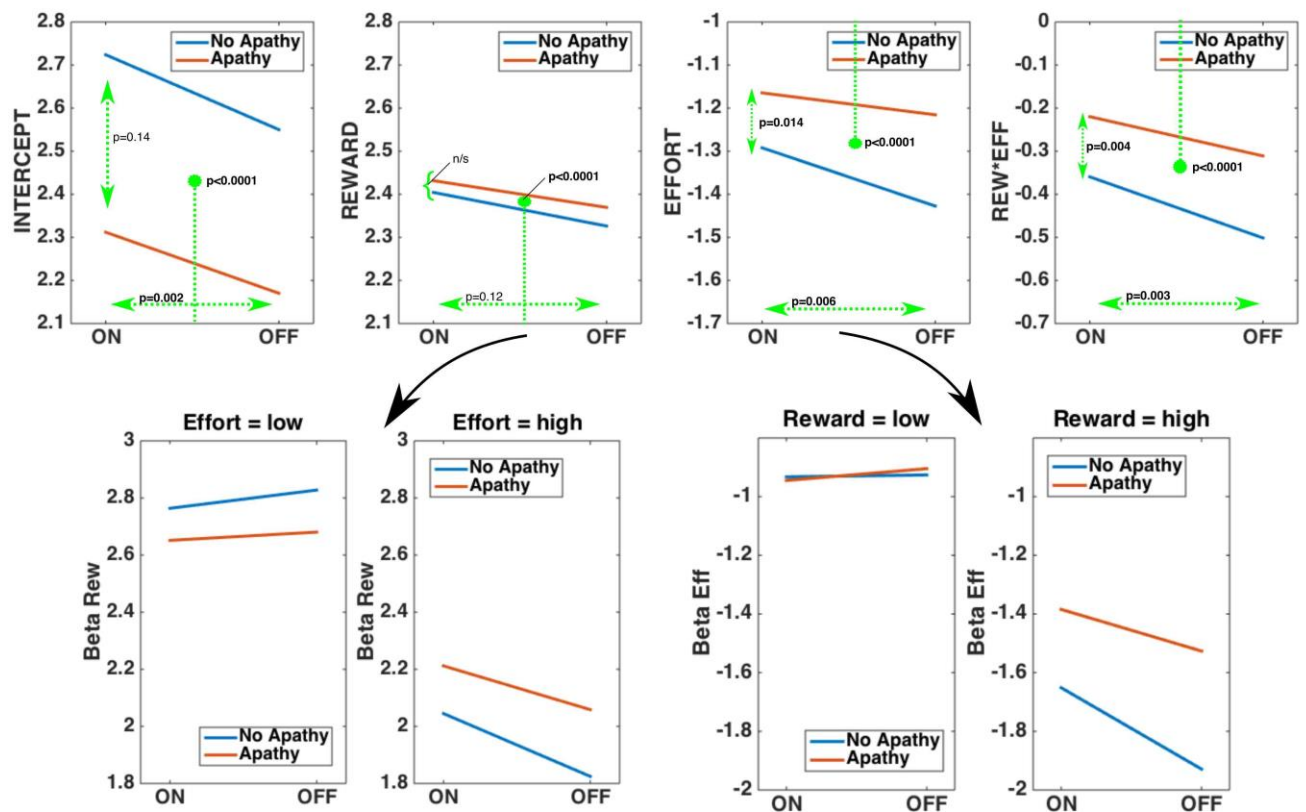 INTERCEPT
2.8
2.7
2.6
2.5
2.4
2.3
2.2
2.1
No Apathy
Apathy
p=0.14
p<0.0001
p=0.002
ON
OFF
REWARD
2.8
2.7
2.6
2.5
2.4
2.3
2.2
2.1
No Apathy
Apathy
n/s
p<0.0001
p=0.12
ON
OFF
EFFORT
-1
-1.1
-1.2
-1.3
-1.4
-1.5
-1.6
-1.7
No Apathy
Apathy
p=0.014
p<0.0001
p=0.006
ON
OFF
REW*EFF
0
-0.1
-0.2
-0.3
-0.4
-0.5
-0.6
-0.7
No Apathy
Apathy
p=0.004
p<0.0001
p=0.003
ON
OFF
Effort = low
Beta Rew
3
2.8
2.6
2.4
2.2
2
1.8
No Apathy
Apathy
ON
OFF
Effort = high
Beta Rew
3
2.8
2.6
2.4
2.2
2
1.8
No Apathy
Apathy
ON
OFF
Reward = low
Beta Eff
-1
-1.2
-1.4
-1.6
-1.8
-2
No Apathy
Apathy
ON
OFF
Reward = high
Beta Eff
-1
-1.2
-1.4
-1.6
-1.8
-2
No Apathy
Apathy
ON
OFF